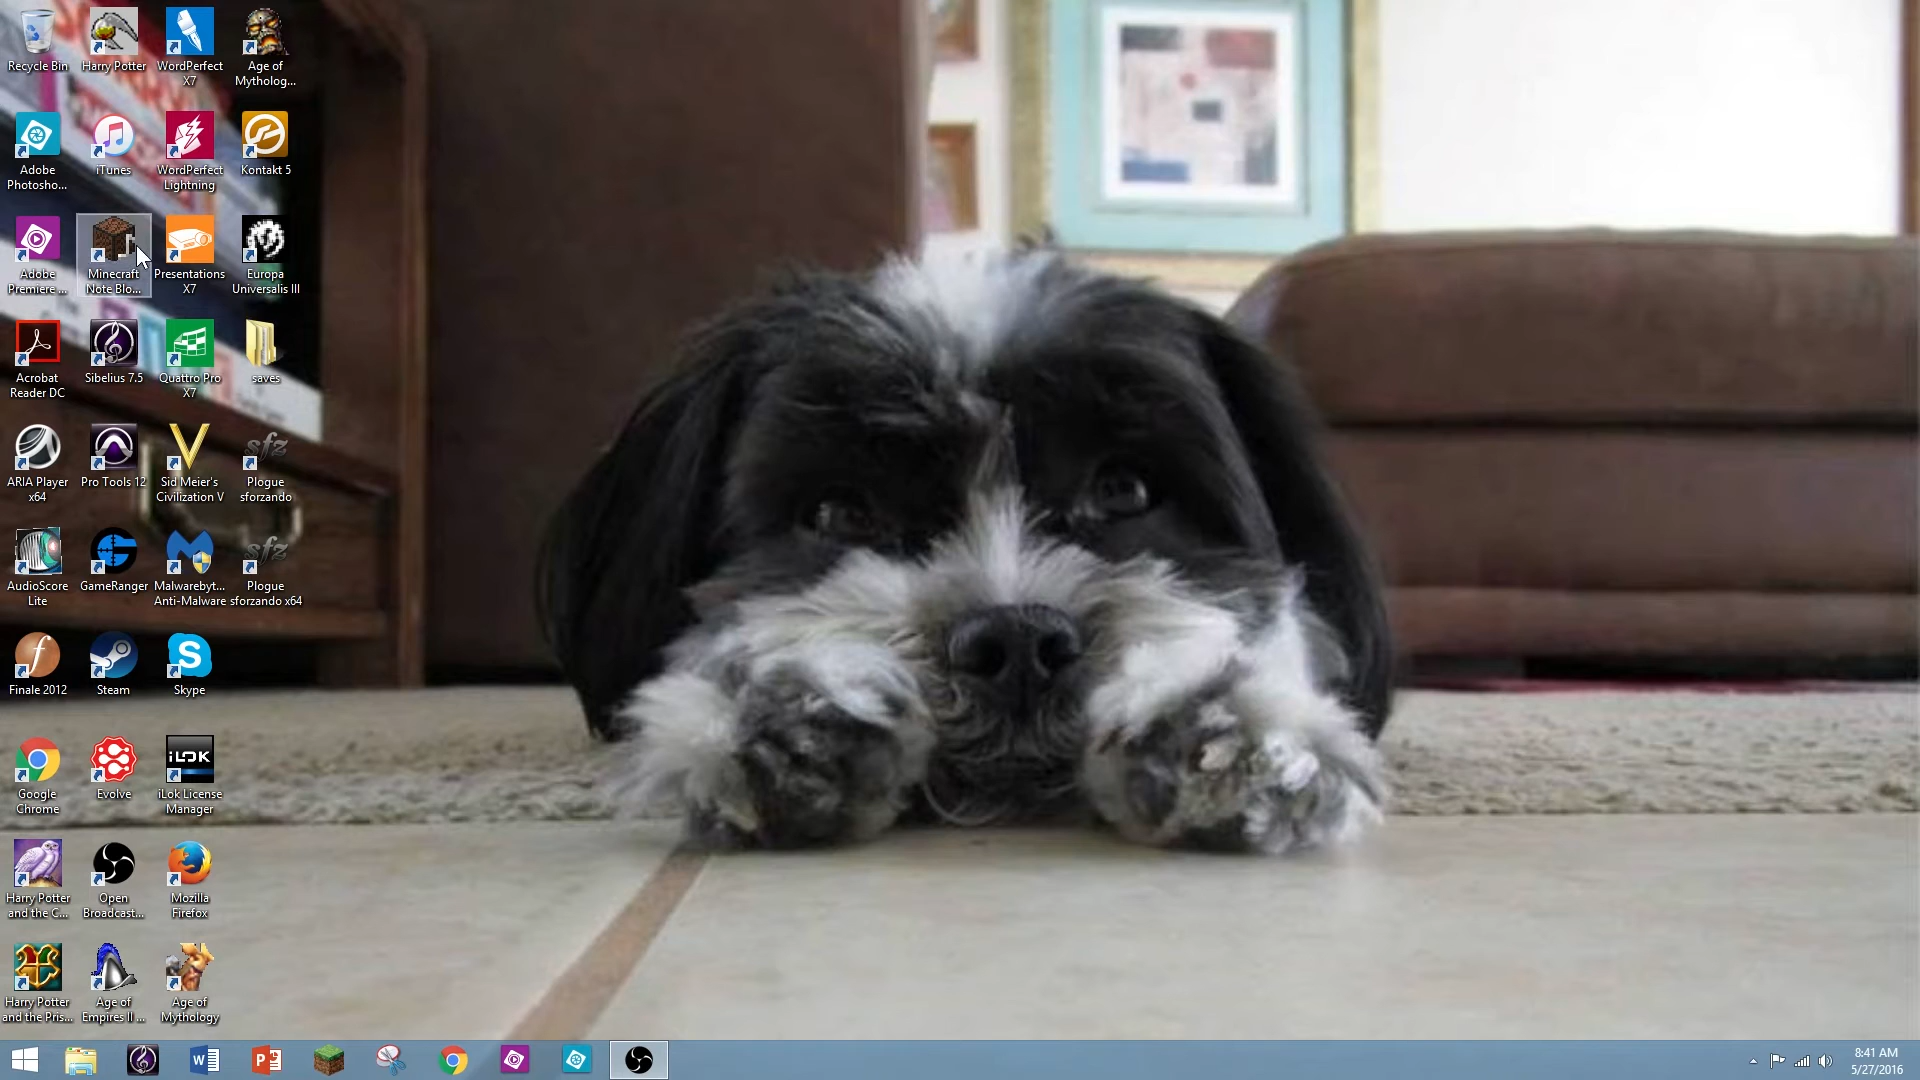 Recycle Bin
Harry Potter
WordPerfect
X7
Age of
Mytholog...
Adobe
Photosho...
iTunes
WordPerfect
Lightning
Kontakt 5
Adobe
Premiere ...
Minecraft
Note Blo...
Presentations
X7
Europa
Universalis III
Acrobat
Reader DC
Sibelius 7.5
Quattro Pro
X7
saves
ARIA Player
x64
Pro Tools 12
Sid Meier's
Civilization V
sfz
Plogue
sforzando
AudioScore
Lite
GameRanger
Malwarebyt...
Anti-Malware
sfz
Plogue
sforzando x64
Finale 2012
Steam
Skype
Google
Chrome
Evolve
iLOK
iLok License
Manager
Harry Potter
and the C...
Open
Broadcast...
Mozilla
Firefox
Harry Potter
and the Pris...
Age of
Empires II ...
Age of
Mythology
8:41 AM
5/27/2016